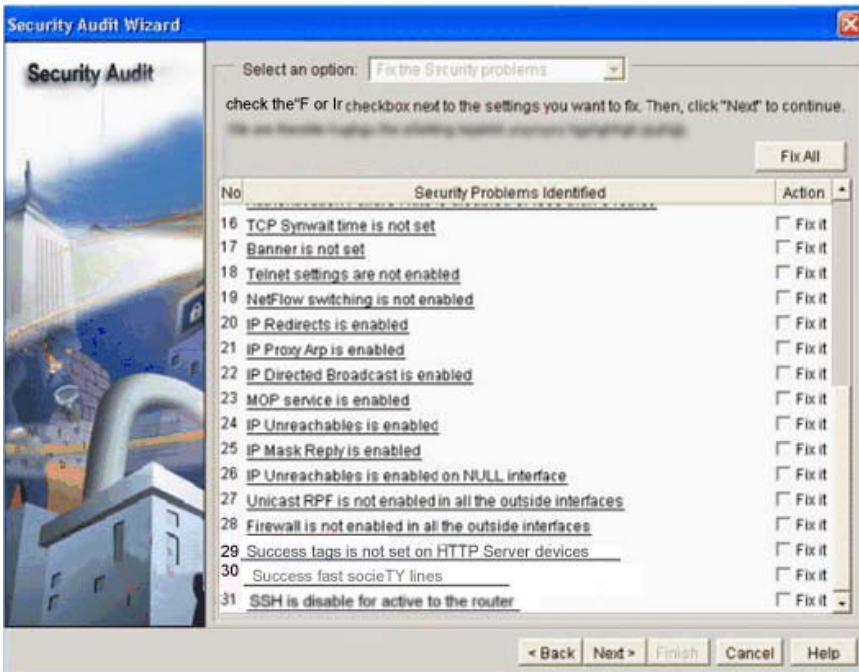 Security Audit Wizard
Security Audit
Select an option: Fix the Security problems
check the"F or Ir checkbox next to the settings you want to fix. Then, click "Next" to continue.
Fix All
No Security Problems Identified Action
16 TCP Synwait time is not set Fix it
17 Banner is not set Fix it
18 Telnet settings are not enabled Fix it
19 NetFlow switching is not enabled Fix it
20 IP Redirects is enabled Fix it
21 IP Proxy Arp is enabled Fix it
22 IP Directed Broadcast is enabled Fix it
23 MOP service is enabled Fix it
24 IP Unreachables is enabled Fix it
25 IP Mask Reply is enabled Fix it
26 IP Unreachables is enabled on NULL interface Fix it
27 Unicast RPF is not enabled in all the outside interfaces Fix it
28 Firewall is not enabled in all the outside interfaces Fix it
29 Success tags is not set on HTTP Server devices Fix it
30 Success fast socieTY lines Fix it
31 SSH is disable for active to the router Fix it
< Back Next > Finish Cancel Help